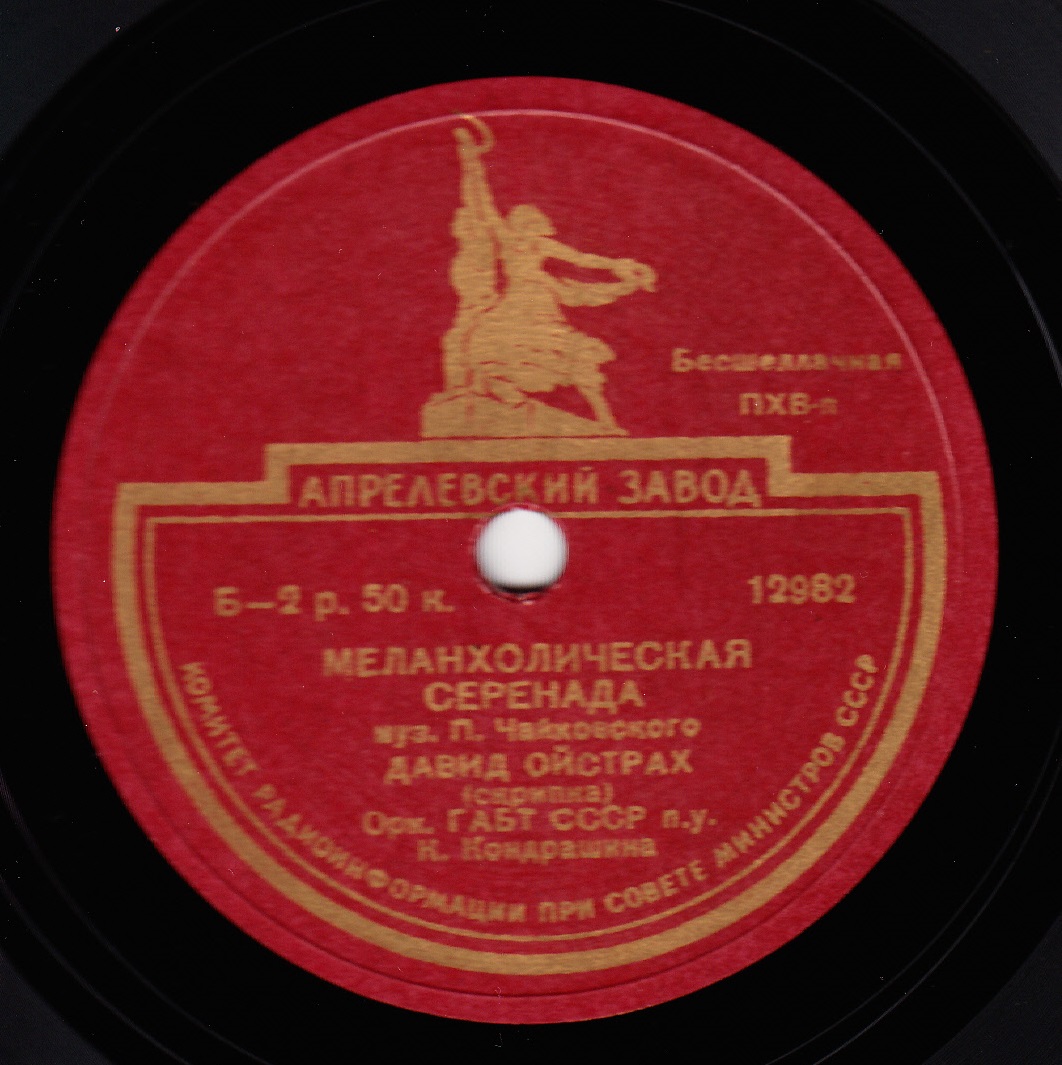 Бесшеллачная
ПХВ-п
АПРЕЛЕВСКИЙ ЗАВОД
Б—2 р. 50 к.
12982
МЕЛАНХОЛИЧЕСКАЯ
СЕРЕНАДА
муз. П. Чайковского
ДАВИД ОЙСТРАХ
(скрипка)
Орк. ГАБТ СССР п.у.
К. Кондрашина
КОМИТЕТ РАДИОИНФОРМАЦИИ ПРИ СОВЕТЕ МИНИСТРОВ СССР